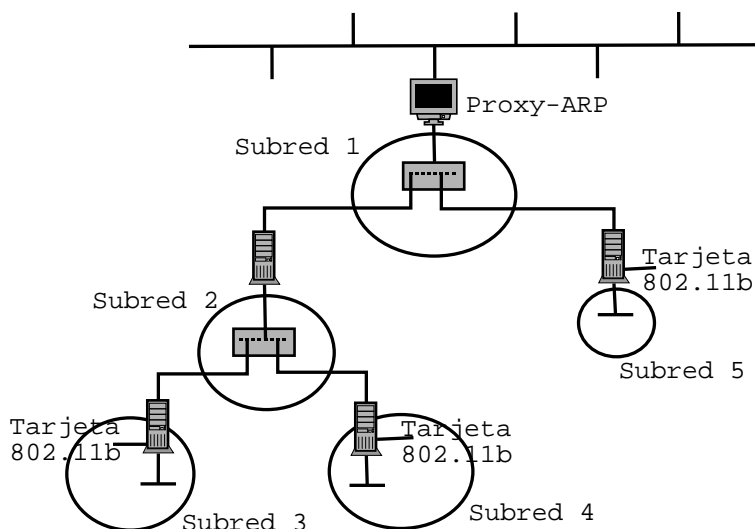 Proxy-ARP
Subred 1
Tarjeta
802.11b
Subred 2
Subred 5
Tarjeta
802.11b
Tarjeta
802.11b
Subred 3
Subred 4